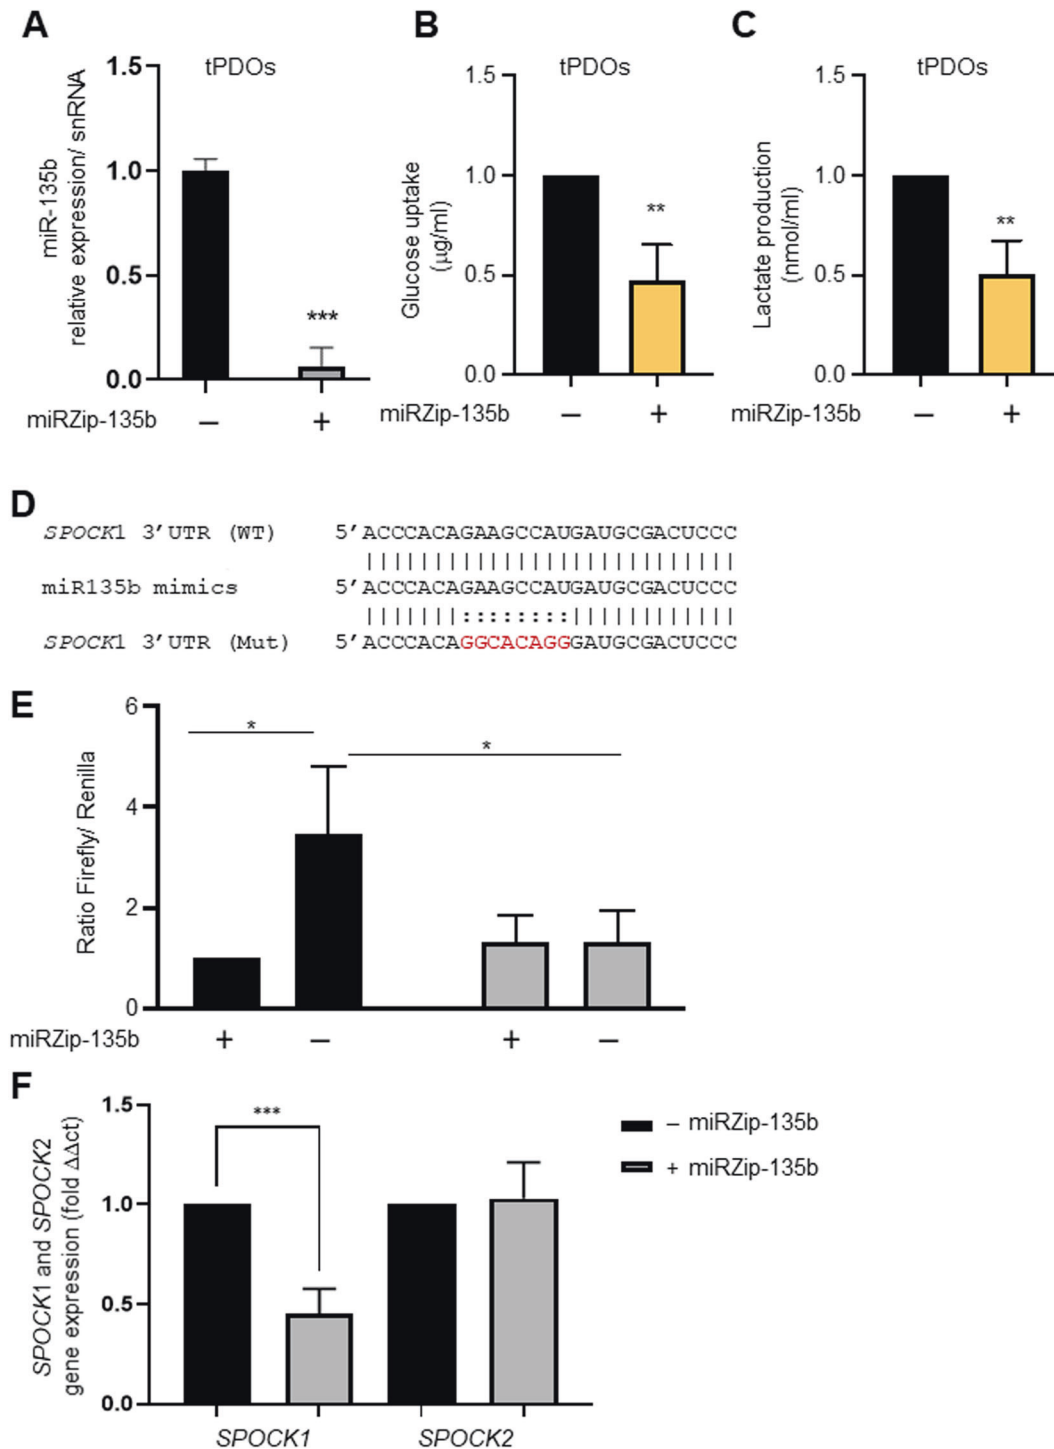 A
tPDOs
miR-135b
relative expression/ snRNA
1.5
1.0
0.5
0.0
***
miRZip-135b
– +
B
tPDOs
Glucose uptake
(µg/ml)
1.5
1.0
0.5
0.0
**
miRZip-135b
– +
C
tPDOs
Lactate production
(nmol/ml)
1.5
1.0
0.5
0.0
**
miRZip-135b
– +
D
SPOCK1 3'UTR (WT) 5'ACCCACAGAAGCCAUGAUGCGACUCCC
||||||||||||||||||||||||||
miR135b mimics 5'ACCCACAGAAGCCAUGAUGCGACUCCC
|||||||::::::::||||||||||||
SPOCK1 3'UTR (Mut) 5'ACCCACAGGCACAGGGAUGCGACUCCC
E
Ratio Firefly/ Renilla
6
4
2
0
*
*
miRZip-135b
+ – + –
F
SPOCK1 and SPOCK2
gene expression (fold ΔΔct)
1.5
1.0
0.5
0.0
***
SPOCK1 SPOCK2
– miRZip-135b
+ miRZip-135b